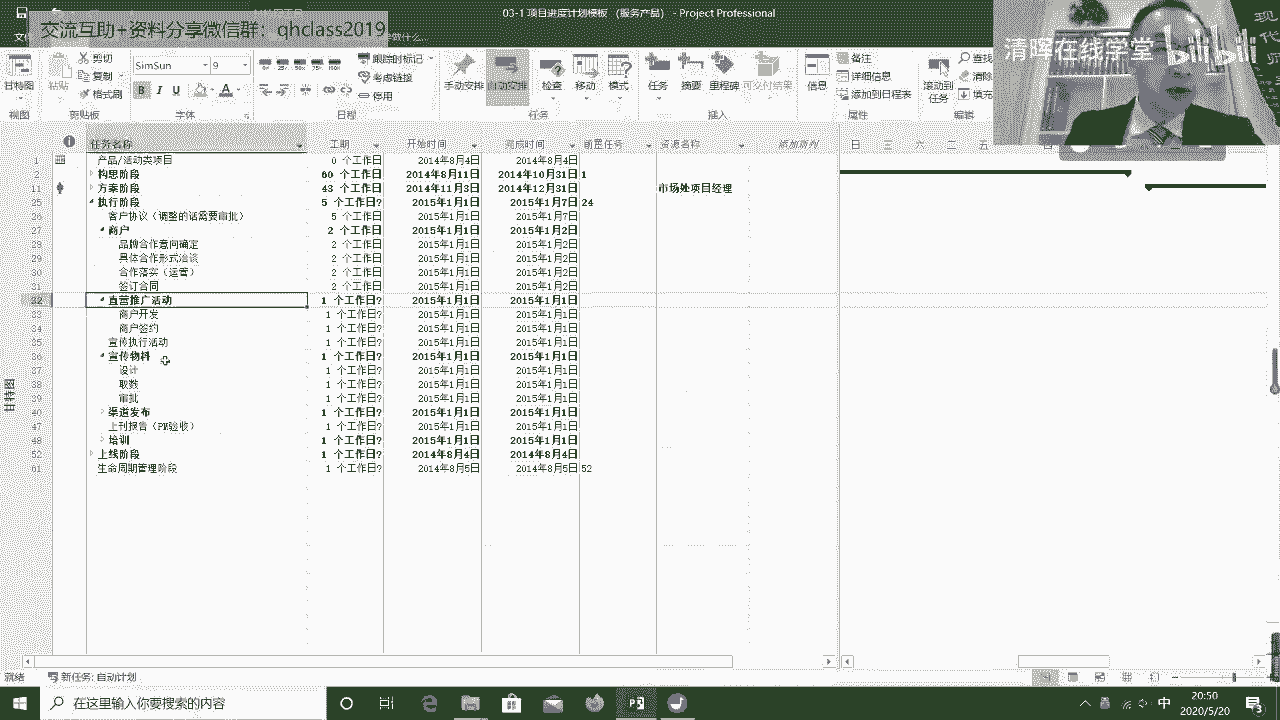 03-1 项目进度计划模板 (服务产品) - Project Professional
交流互助+资料分享微信群: qhclass2019
清晖在线学堂 bilibili
甘特图
粘贴
剪切
复制
格式刷
SimSun
9
B I U A
跟踪时标记
考虑链接
停用
手动安排
自动安排
检查
移动
模式
任务
摘要
里程碑
可交付结果
信息
备注
详细信息
添加到日程表
滚动到任务
查找
清除
填充
视图
剪贴板
字体
日程
任务
插入
属性
编辑
任务名称 工期 开始时间 完成时间 前置任务 资源名称 添加新列
日 一 二 三 四 五
1 产品/活动类项目 0 个工作日 2014年8月4日 2014年8月4日
2 构思阶段 60 个工作日 2014年8月11日 2014年10月31日 1
11 方案阶段 43 个工作日 2014年11月3日 2014年12月31日 市场处项目经理
25 执行阶段 5 个工作日? 2015年1月1日 2015年1月7日 24
26 客户协议(调整的话需要审批) 5 个工作日 2015年1月1日 2015年1月7日
27 商户 2 个工作日 2015年1月1日 2015年1月2日
28 品牌合作意向确定 2 个工作日 2015年1月1日 2015年1月2日
29 具体合作形式洽谈 2 个工作日 2015年1月1日 2015年1月2日
30 合作落实(运营) 2 个工作日 2015年1月1日 2015年1月2日
31 签订合同 2 个工作日 2015年1月1日 2015年1月2日
32 直营推广活动 1 个工作日? 2015年1月1日 2015年1月1日
33 商户开发 1 个工作日? 2015年1月1日 2015年1月1日
34 商户签约 1 个工作日? 2015年1月1日 2015年1月1日
35 宣传执行活动 1 个工作日? 2015年1月1日 2015年1月1日
36 宣传物料 1 个工作日? 2015年1月1日 2015年1月1日
37 设计 1 个工作日? 2015年1月1日 2015年1月1日
38 取数 1 个工作日? 2015年1月1日 2015年1月1日
39 审批 1 个工作日? 2015年1月1日 2015年1月1日
40 渠道发布 1 个工作日? 2015年1月1日 2015年1月1日
47 上刊报告(PM验收) 1 个工作日? 2015年1月1日 2015年1月1日
48 培训 1 个工作日? 2015年1月1日 2015年1月1日
52 上线阶段 1 个工作日? 2014年8月4日 2014年8月4日
61 生命周期管理阶段 1 个工作日? 2014年8月5日 2014年8月5日 52
甘特图
就绪
新任务: 自动计划
在这里输入你要搜索的内容
中
20:50
2020/5/20